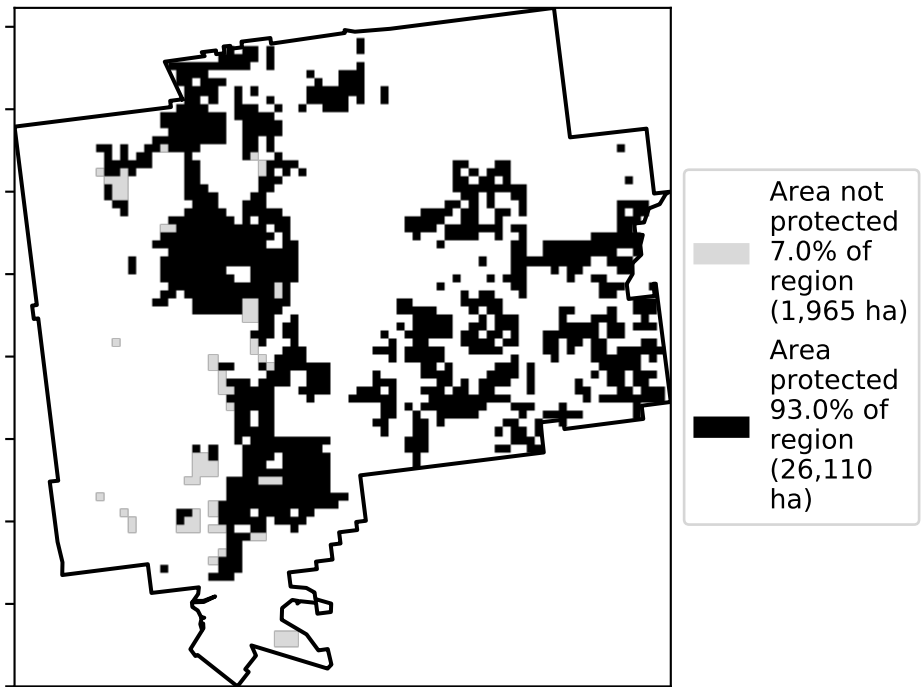 Area not
protected
7.0% of
region
(1,965 ha)
Area
protected
93.0% of
region
(26,110
ha)